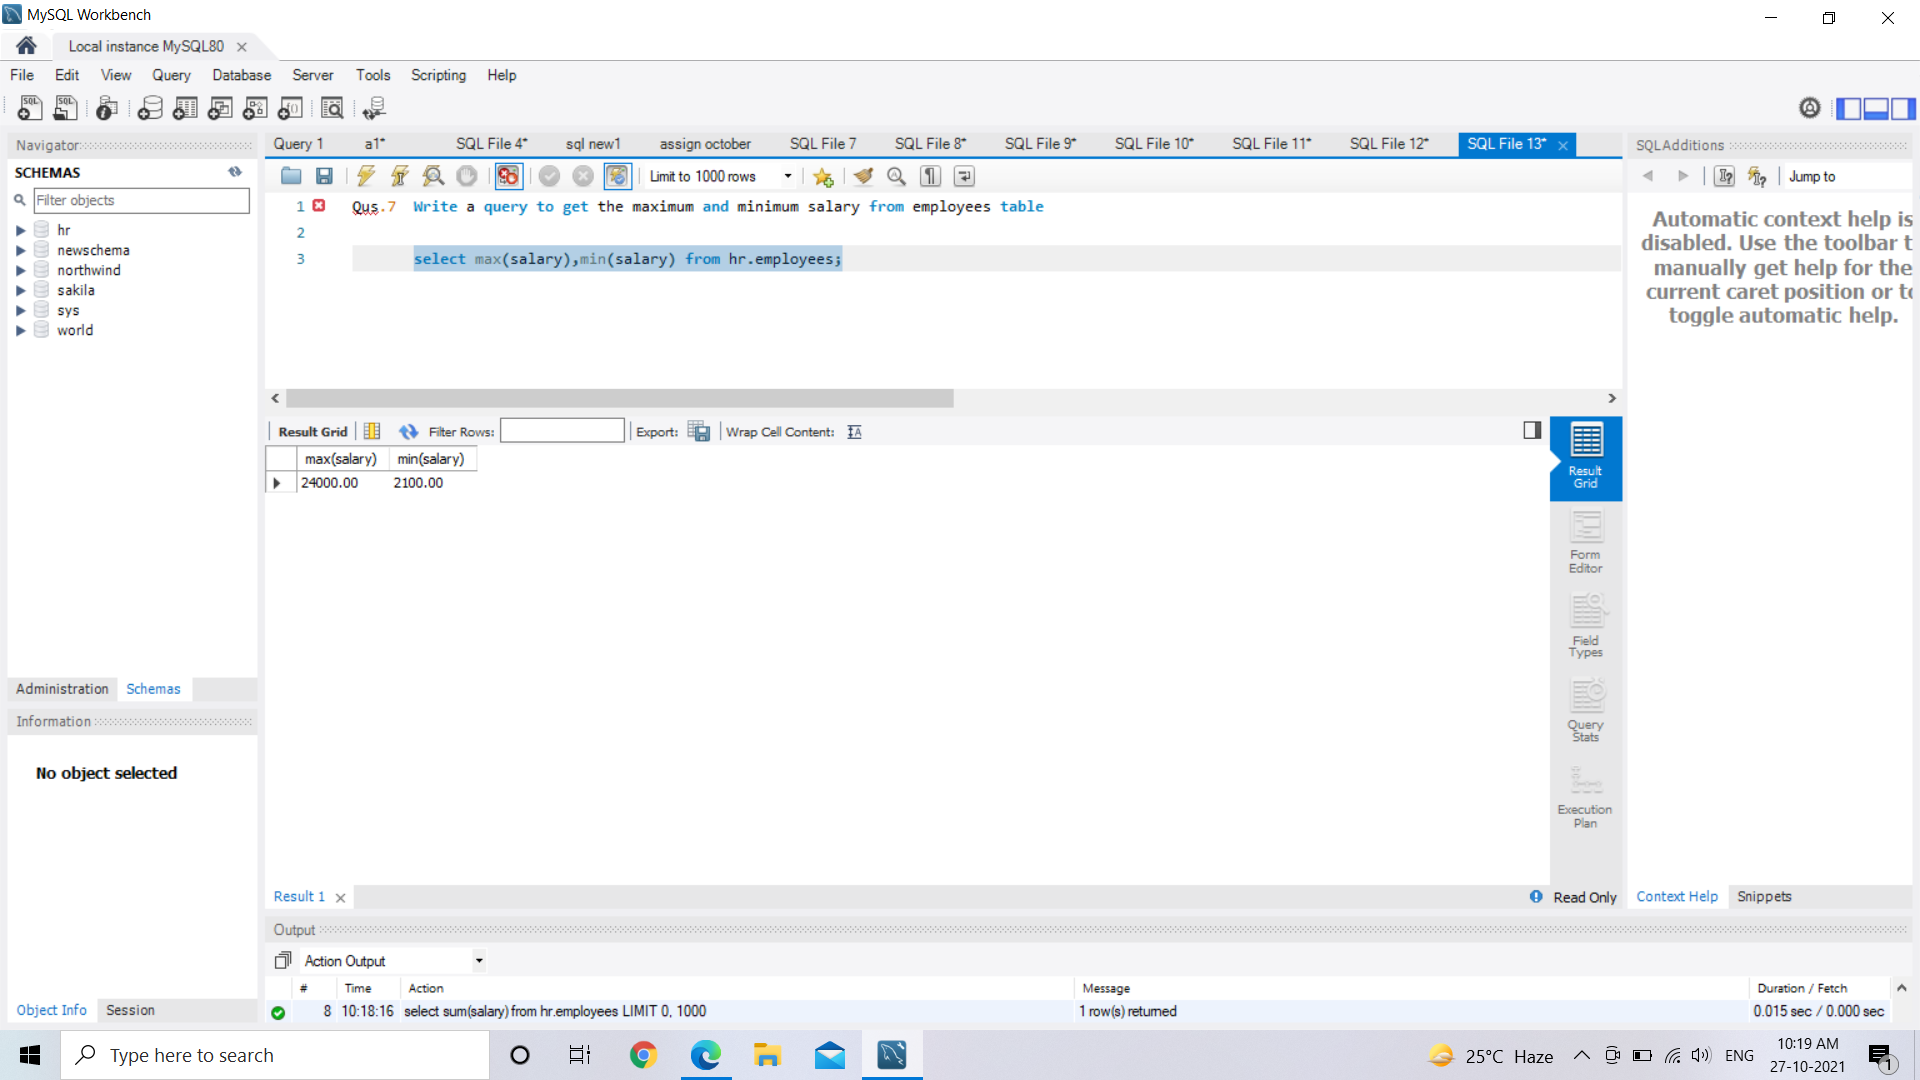 MySQL Workbench
Local instance MySQL80
File Edit View Query Database Server Tools Scripting Help
Navigator
SCHEMAS
Filter objects
hr
newschema
northwind
sakila
sys
world
Administration Schemas
Information
No object selected
Object Info Session
Query 1 a1* SQL File 4* sql new1 assign october SQL File 7 SQL File 8* SQL File 9* SQL File 10* SQL File 11* SQL File 12* SQL File 13*
Limit to 1000 rows
1 Qus.7 Write a query to get the maximum and minimum salary from employees table
2
3 select max(salary),min(salary) from hr.employees;
Result Grid Filter Rows: Export: Wrap Cell Content:
max(salary) min(salary)
24000.00 2100.00
Result Grid
Form Editor
Field Types
Query Stats
Execution Plan
Result 1 Read Only
Output
Action Output
# Time Action Message Duration / Fetch
8 10:18:16 select sum(salary) from hr.employees LIMIT 0, 1000 1 row(s) returned 0.015 sec / 0.000 sec
SQLAdditions
Jump to
Automatic context help is
disabled. Use the toolbar t
manually get help for the
current caret position or to
toggle automatic help.
Context Help Snippets
Type here to search
25°C Haze
ENG
10:19 AM
27-10-2021
1